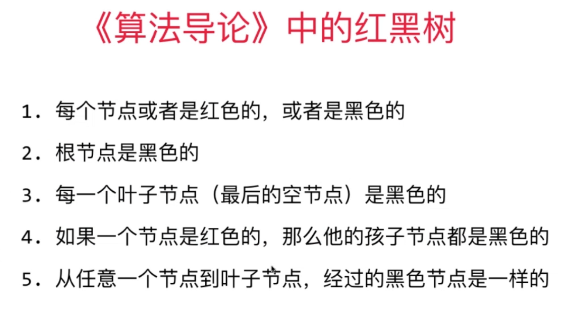 《算法导论》中的红黑树
1. 每个节点或者是红色的，或者是黑色的
2. 根节点是黑色的
3. 每一个叶子节点（最后的空节点）是黑色的
4. 如果一个节点是红色的，那么他的孩子节点都是黑色的
5. 从任意一个节点到叶子节点，经过的黑色节点是一样的